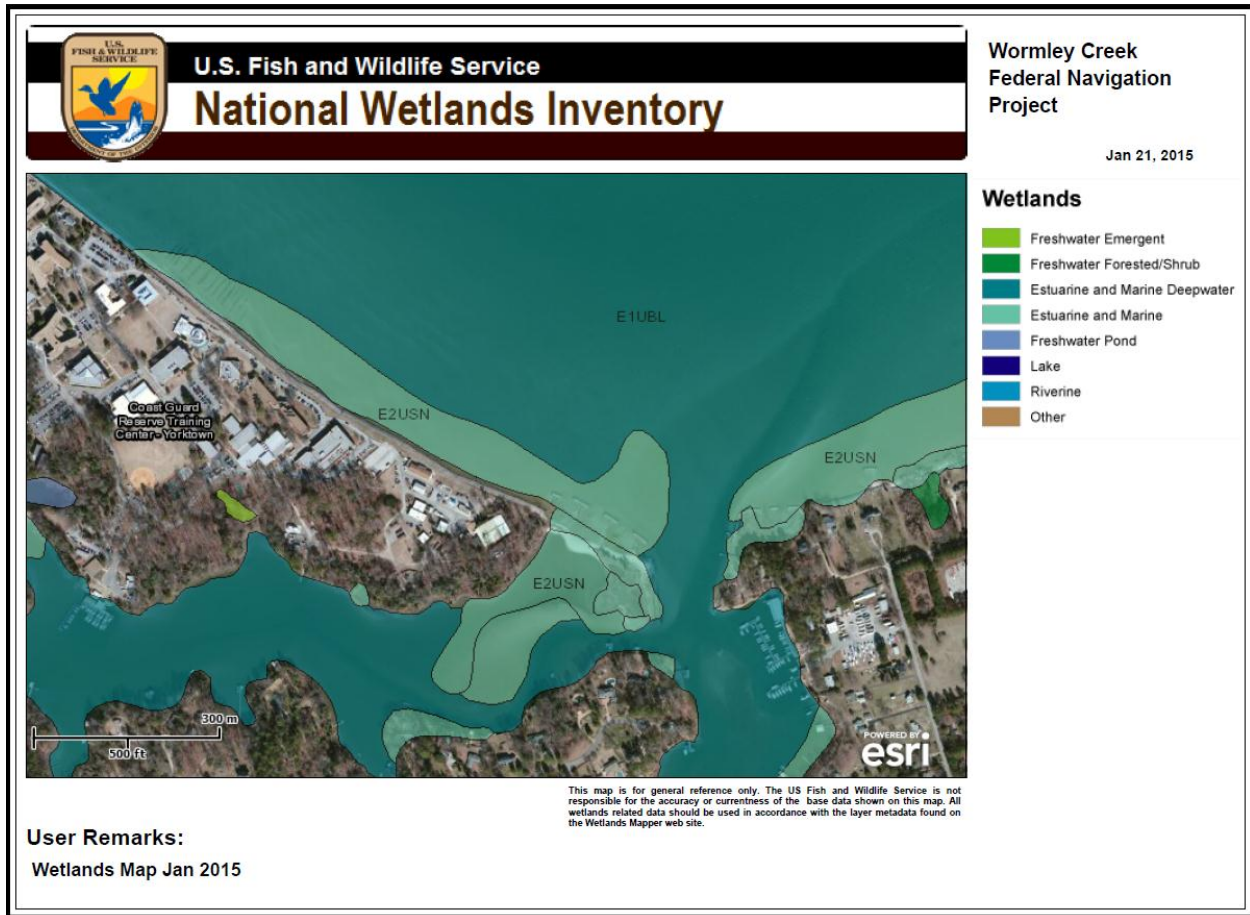 U.S.
FISH & WILDLIFE
SERVICE
DEPARTMENT OF THE INTERIOR
U.S. Fish and Wildlife Service
National Wetlands Inventory
Wormley Creek
Federal Navigation
Project
Jan 21, 2015
Wetlands
Freshwater Emergent
Freshwater Forested/Shrub
Estuarine and Marine Deepwater
Estuarine and Marine
Freshwater Pond
Lake
Riverine
Other
E1UBL
E2USN
Coast Guard
Reserve Training
Center - Yorktown
E2USN
E2USN
300 m
500 ft
POWERED BY
esri
This map is for general reference only. The US Fish and Wildlife Service is not
responsible for the accuracy or currentness of the base data shown on this map. All
wetlands related data should be used in accordance with the layer metadata found on
the Wetlands Mapper web site.
User Remarks:
Wetlands Map Jan 2015